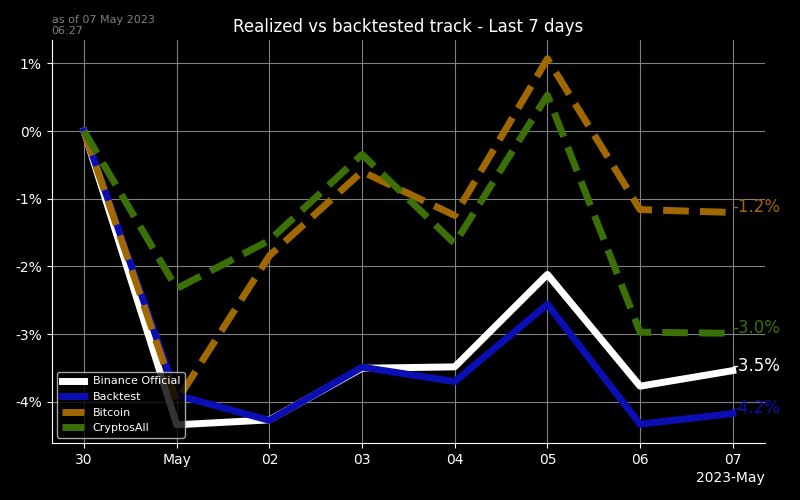 as of 07 May 2023
06:27
Realized vs backtested track - Last 7 days
1%
0%
-1%
-2%
-3%
-4%
-1.2%
-3.0%
-3.5%
-4.2%
Binance Official
Backtest
Bitcoin
CryptosAll
30 May 02 03 04 05 06 07
2023-May